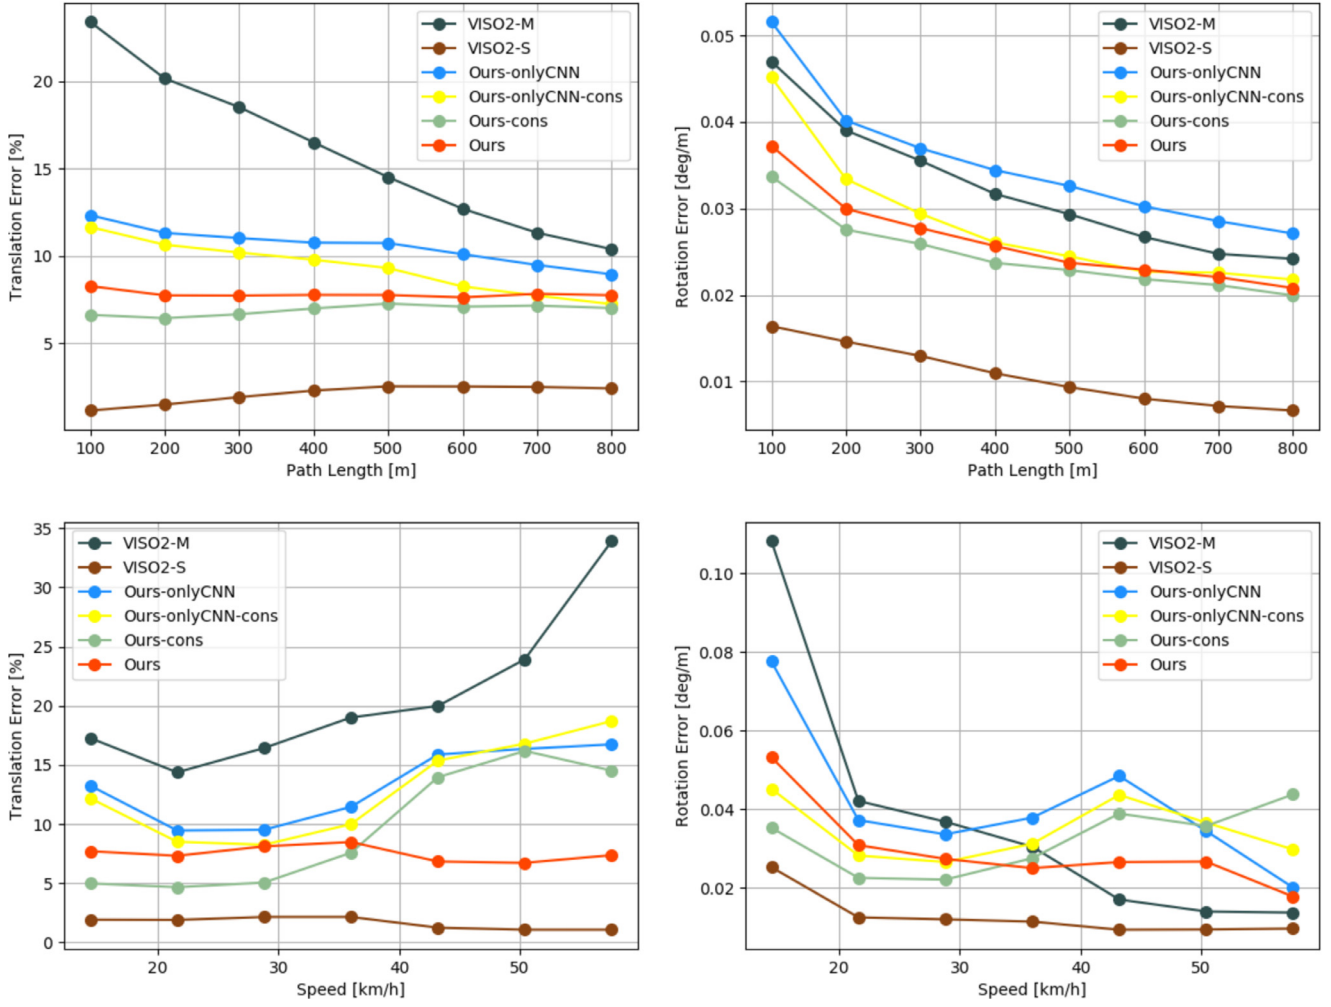 Translation Error [%]
20
15
10
5
100 200 300 400 500 600 700 800
Path Length [m]
VISO2-M
VISO2-S
Ours-onlyCNN
Ours-onlyCNN-cons
Ours-cons
Ours
Rotation Error [deg/m]
0.05
0.04
0.03
0.02
0.01
100 200 300 400 500 600 700 800
Path Length [m]
VISO2-M
VISO2-S
Ours-onlyCNN
Ours-onlyCNN-cons
Ours-cons
Ours
Translation Error [%]
35
30
25
20
15
10
5
0
20 30 40 50
Speed [km/h]
VISO2-M
VISO2-S
Ours-onlyCNN
Ours-onlyCNN-cons
Ours-cons
Ours
Rotation Error [deg/m]
0.10
0.08
0.06
0.04
0.02
20 30 40 50
Speed [km/h]
VISO2-M
VISO2-S
Ours-onlyCNN
Ours-onlyCNN-cons
Ours-cons
Ours